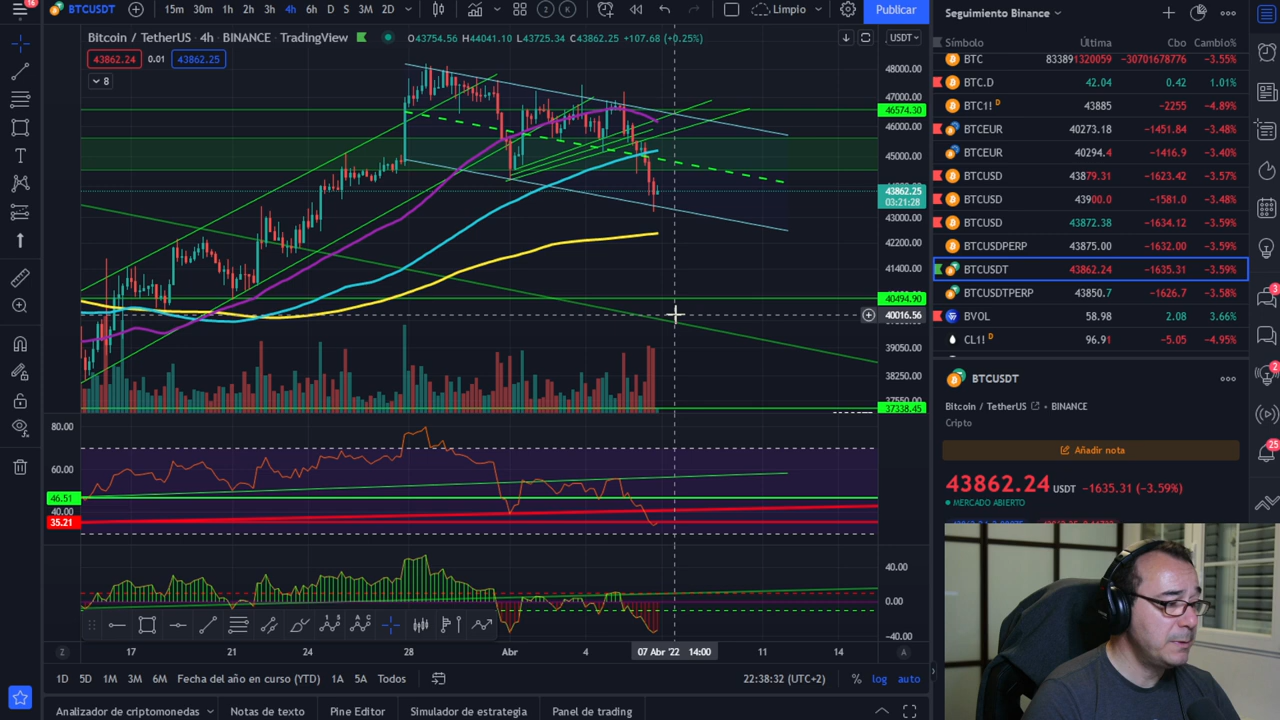 16
BTCUSDT
15m 30m 1h 2h 3h 4h 6h D S 3M 2D
Limpio
Publicar
Bitcoin / TetherUS · 4h · BINANCE · TradingView
O43754.56 H44041.10 L43725.34 C43862.25 +107.68 (+0.25%)
USDT
43862.24
0.01
43862.25
8
48000.00
47000.00
46574.30
46000.00
45000.00
43862.25
03:21:28
43000.00
42200.00
41400.00
40494.90
40016.56
39050.00
38250.00
37550.00
37338.45
80.00
60.00
46.51
40.00
35.21
40.00
0.00
-40.00
17
21
24
28
Abr
4
07 Abr '22 14:00
11
14
Z
A
1D 5D 1M 3M 6M Fecha del año en curso (YTD) 1A 5A Todos
22:38:32 (UTC+2)
%
log
auto
Analizador de criptomonedas
Notas de texto
Pine Editor
Simulador de estrategia
Panel de trading
Seguimiento Binance
Símbolo Última Cbo Cambio%
BTC 833891320059 -30701678776 -3.55%
BTC.D 42.04 0.42 1.01%
BTC1! D 43885 -2255 -4.89%
BTCEUR 40273.18 -1451.84 -3.48%
BTCEUR 40294.4 -1416.9 -3.40%
BTCUSD 43879.31 -1623.42 -3.57%
BTCUSD 43900.0 -1581.0 -3.48%
BTCUSD 43872.38 -1634.12 -3.59%
BTCUSDPERP 43875.00 -1632.00 -3.59%
BTCUSDT 43862.24 -1635.31 -3.59%
BTCUSDTPERP 43850.7 -1626.7 -3.58%
BVOL 58.98 2.08 3.66%
CL1! D 96.91 -5.05 -4.95%
BTCUSDT
Bitcoin / TetherUS • BINANCE
Cripto
Añadir nota
43862.24 USDT -1635.31 (-3.59%)
MERCADO ABIERTO
3
2
25